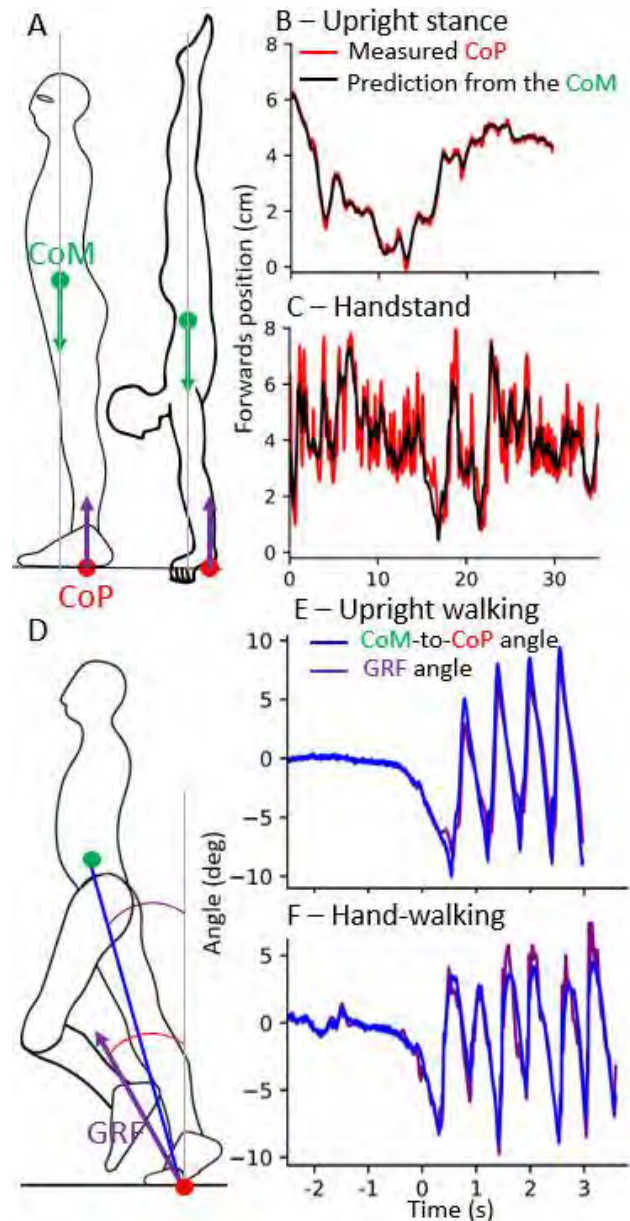 A
CoM
CoP
B – Upright stance
Measured CoP
Prediction from the CoM
8
6
4
2
0
Forwards position (cm)
C – Handstand
8
6
4
2
0
0
10
20
30
D
GRF
E – Upright walking
CoM-to-CoP angle
GRF angle
10
5
0
−5
−10
Angle (deg)
F – Hand-walking
5
0
−5
−10
-2
-1
0
1
2
3
Time (s)